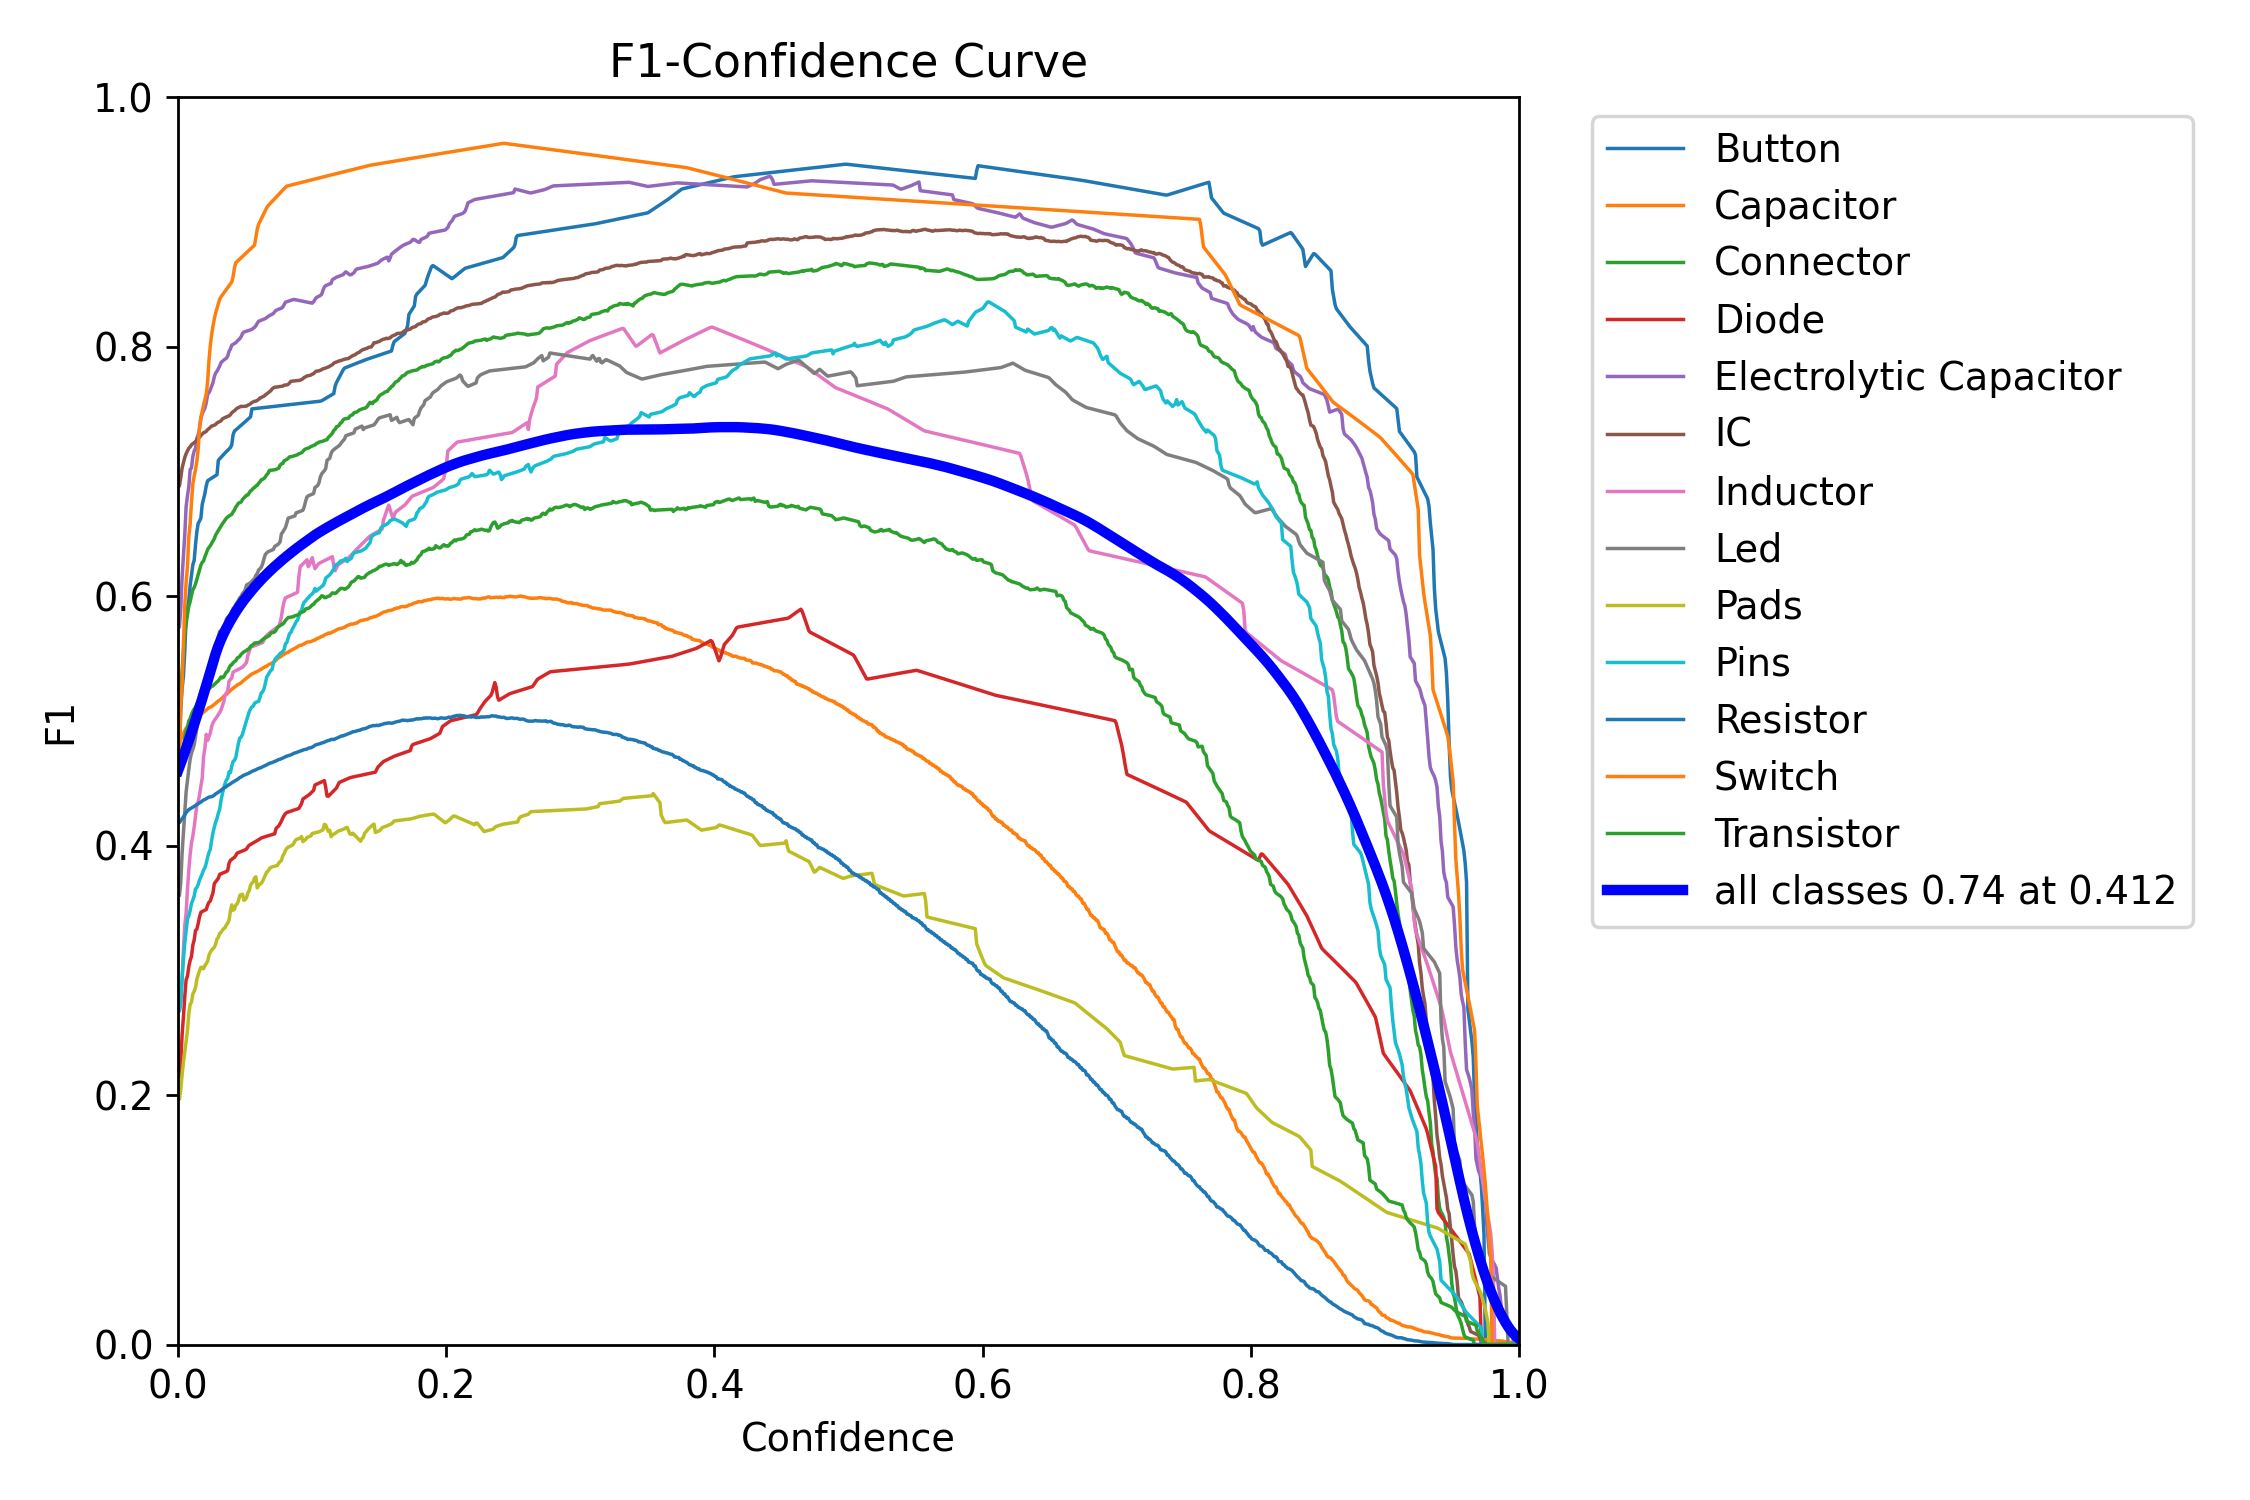 F1-Confidence Curve
1.0
0.8
0.6
0.4
0.2
0.0
F1
0.0 0.2 0.4 0.6 0.8 1.0
Confidence
Button
Capacitor
Connector
Diode
Electrolytic Capacitor
IC
Inductor
Led
Pads
Pins
Resistor
Switch
Transistor
all classes 0.74 at 0.412